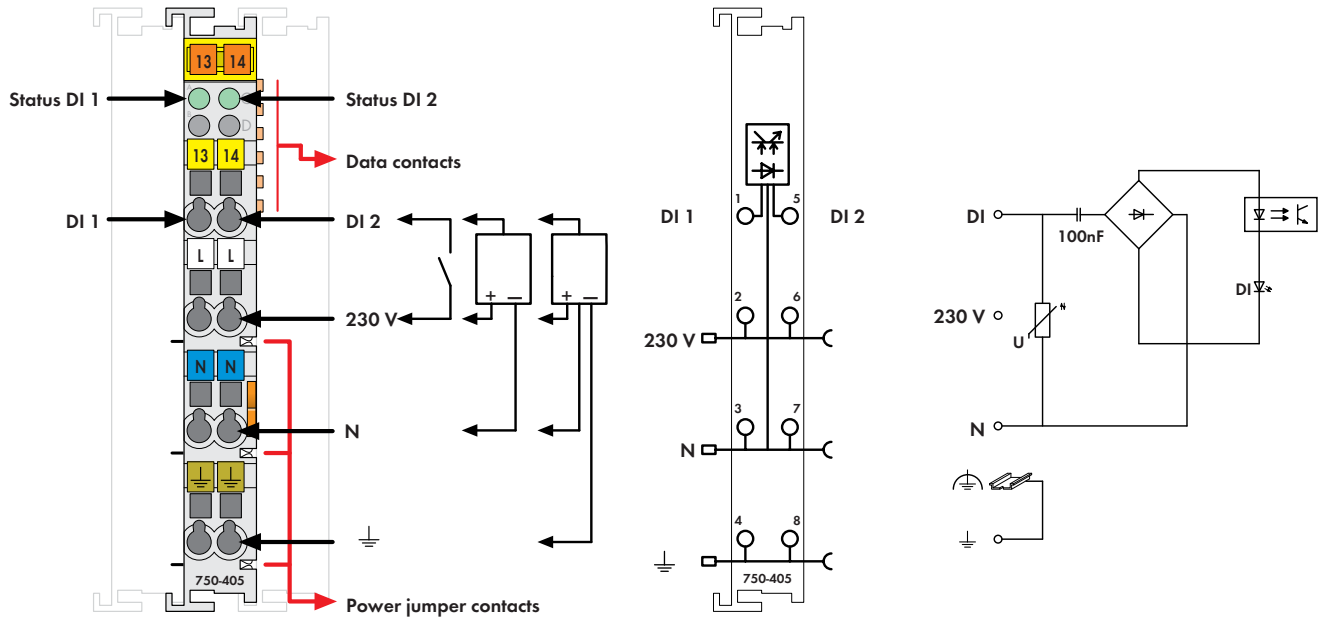 13 14
Status DI 1
Status DI 2
D
13 14
Data contacts
DI 1
DI 2
L L
230 V
+ − + −
N N
N
750-405
Power jumper contacts
1 5
DI 1
DI 2
2 6
230 V
3 7
N
4 8
750-405
DI
100nF
DI
230 V
U
N